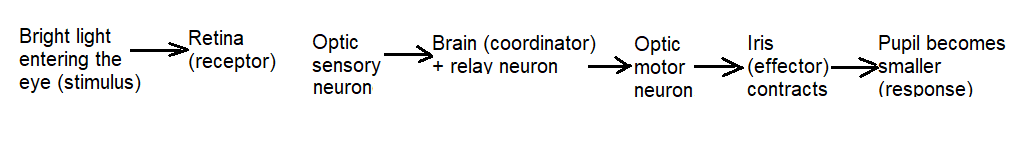 Bright light
entering the
eye (stimulus)
Retina
(receptor)
Optic
sensory
neuron
Brain (coordinator)
+ relay neuron
Optic
motor
neuron
Iris
(effector)
contracts
Pupil becomes
smaller
(response)